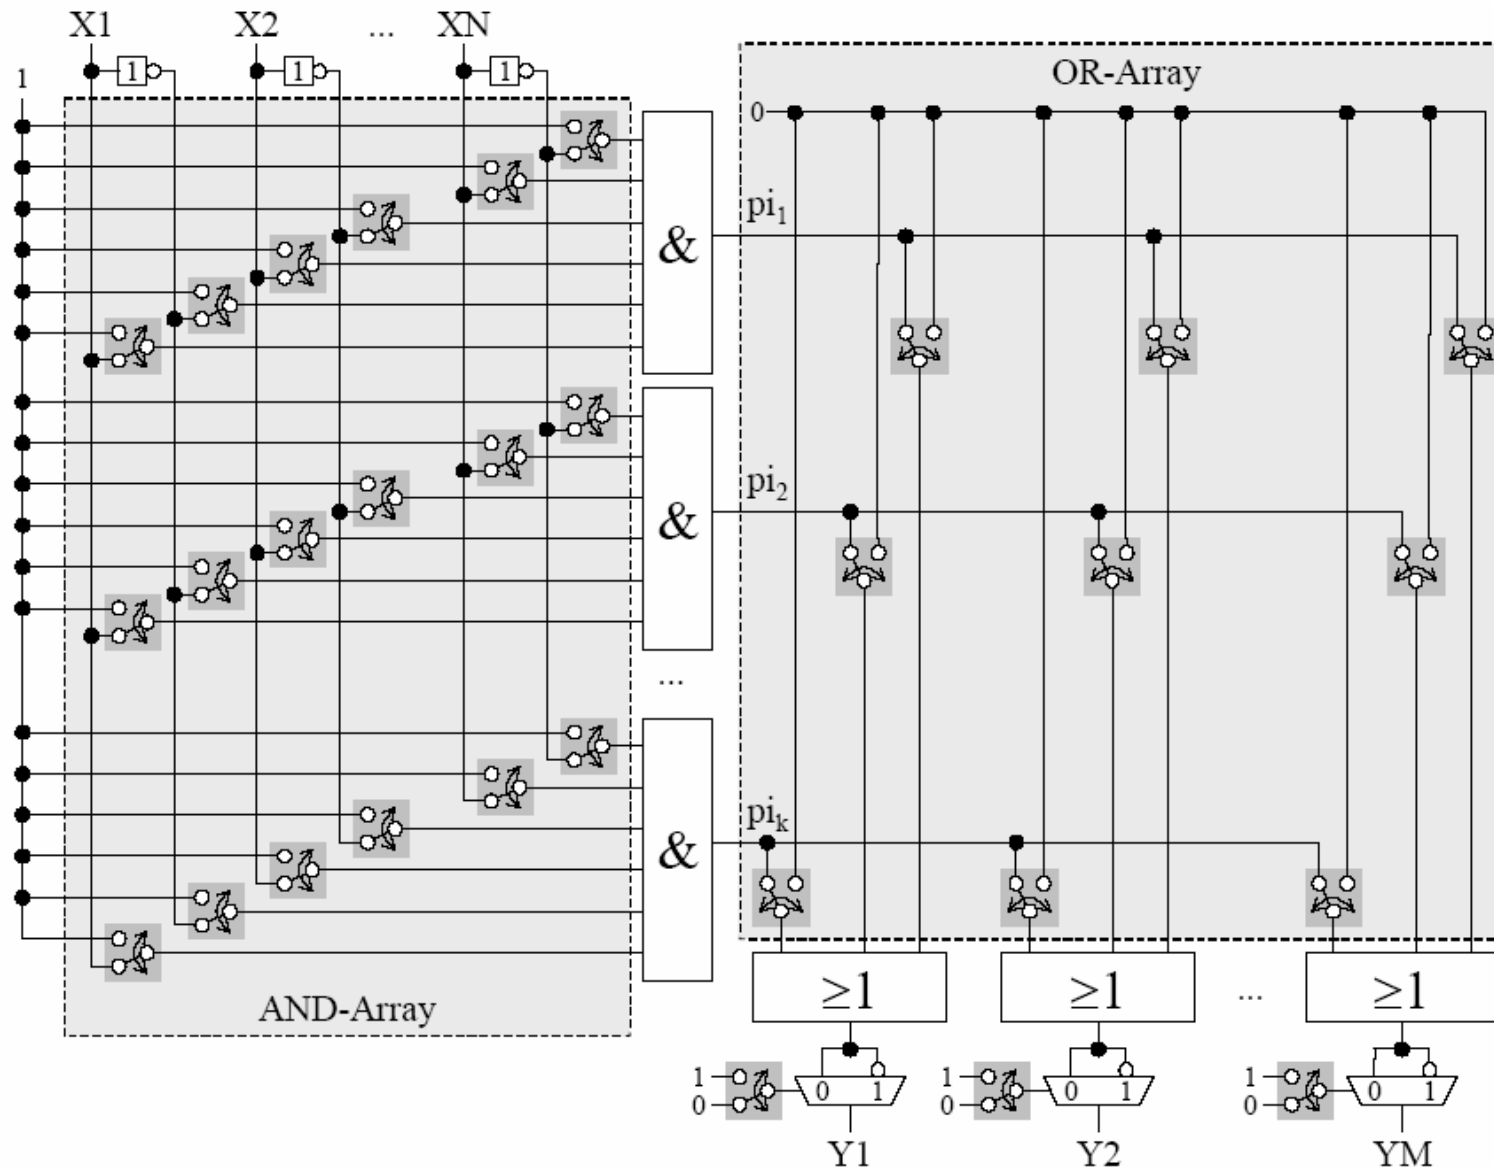 X1 X2 ... XN
1 1 1 1
OR-Array
0
pi₁
&
pi₂
&
...
piₖ
&
AND-Array
≥1 ≥1 ... ≥1
1 0 1 1 0 1 1 0 1
0 0 0
Y1 Y2 YM